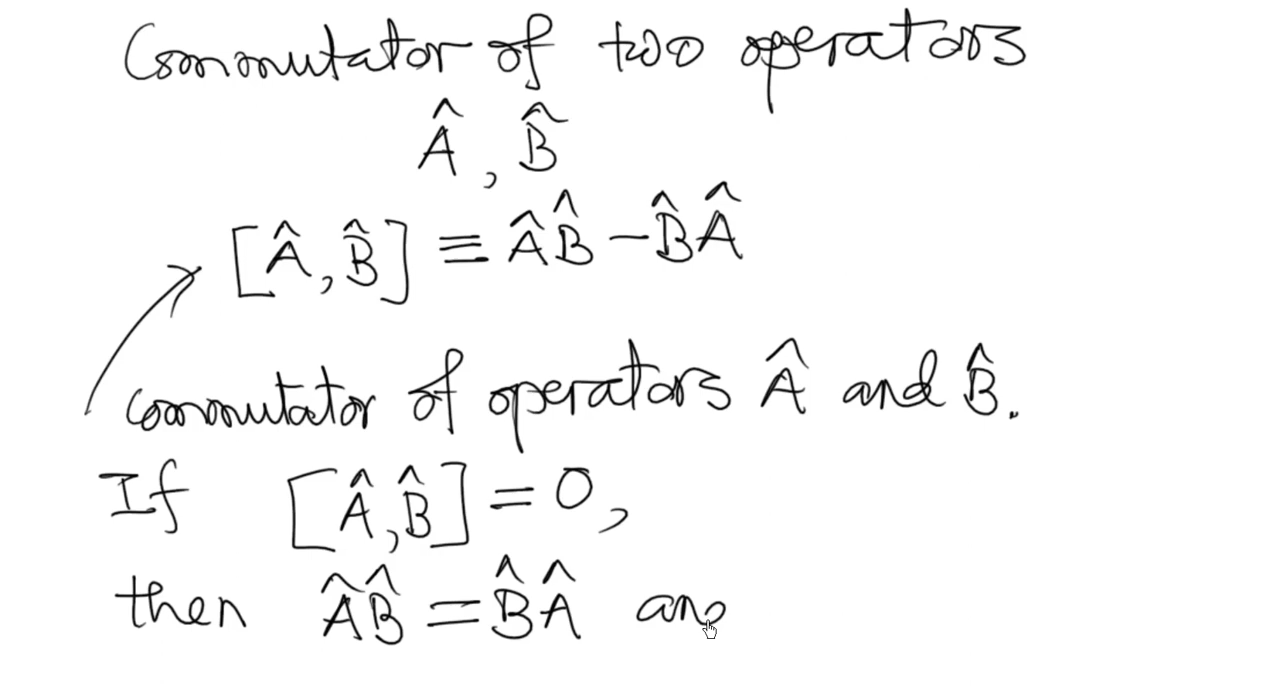 Commutator of two operators
Â , B̂
[Â, B̂] ≡ ÂB̂ − B̂Â
commutator of operators Â and B̂.
If [Â, B̂] = 0,
then ÂB̂ = B̂Â